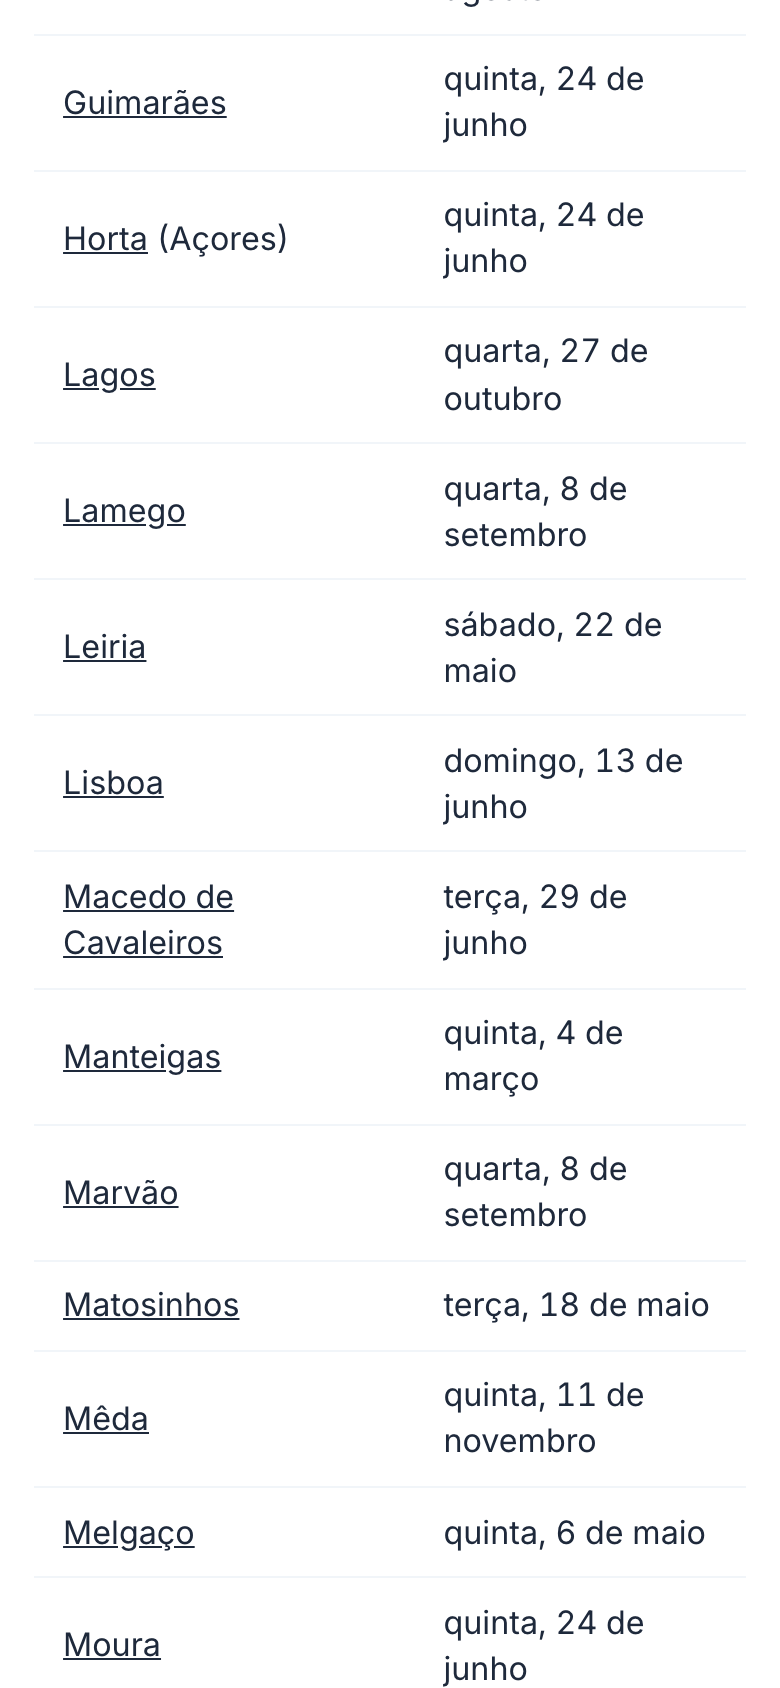 Guimarães
quinta, 24 de
junho
Horta (Açores)
quinta, 24 de
junho
Lagos
quarta, 27 de
outubro
Lamego
quarta, 8 de
setembro
Leiria
sábado, 22 de
maio
Lisboa
domingo, 13 de
junho
Macedo de
Cavaleiros
terça, 29 de
junho
Manteigas
quinta, 4 de
março
Marvão
quarta, 8 de
setembro
Matosinhos
terça, 18 de maio
Mêda
quinta, 11 de
novembro
Melgaço
quinta, 6 de maio
Moura
quinta, 24 de
junho